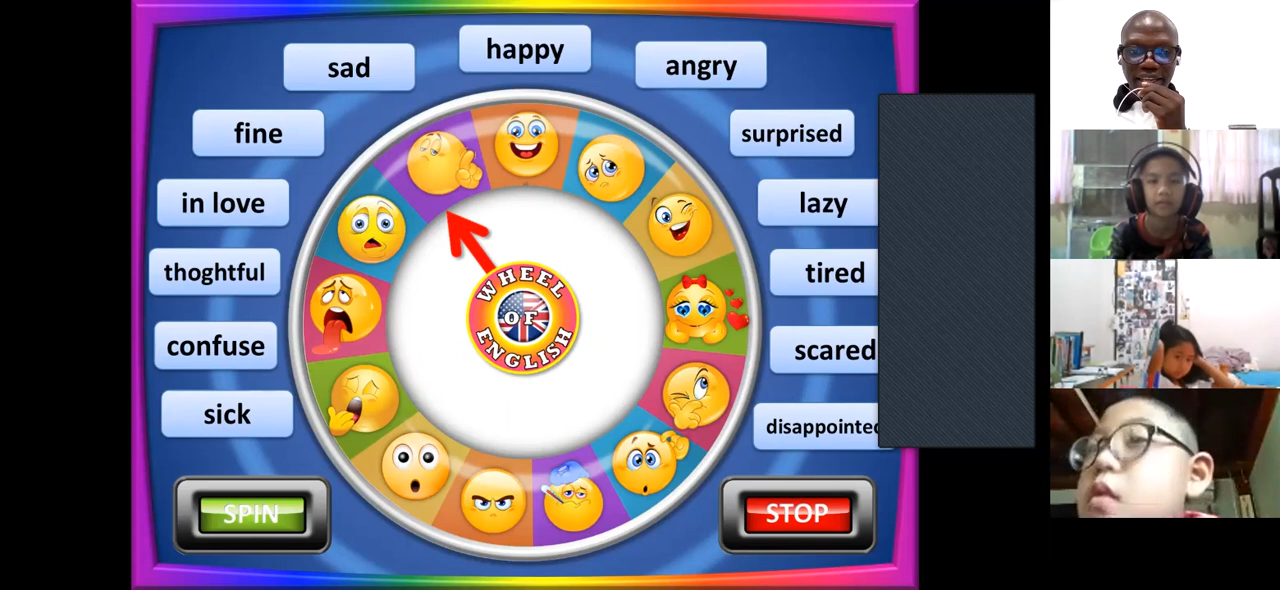 happy
sad
angry
fine
surprised
in love
lazy
thoghtful
tired
confuse
scared
sick
disappointed
WHEEL
OF
ENGLISH
SPIN
STOP